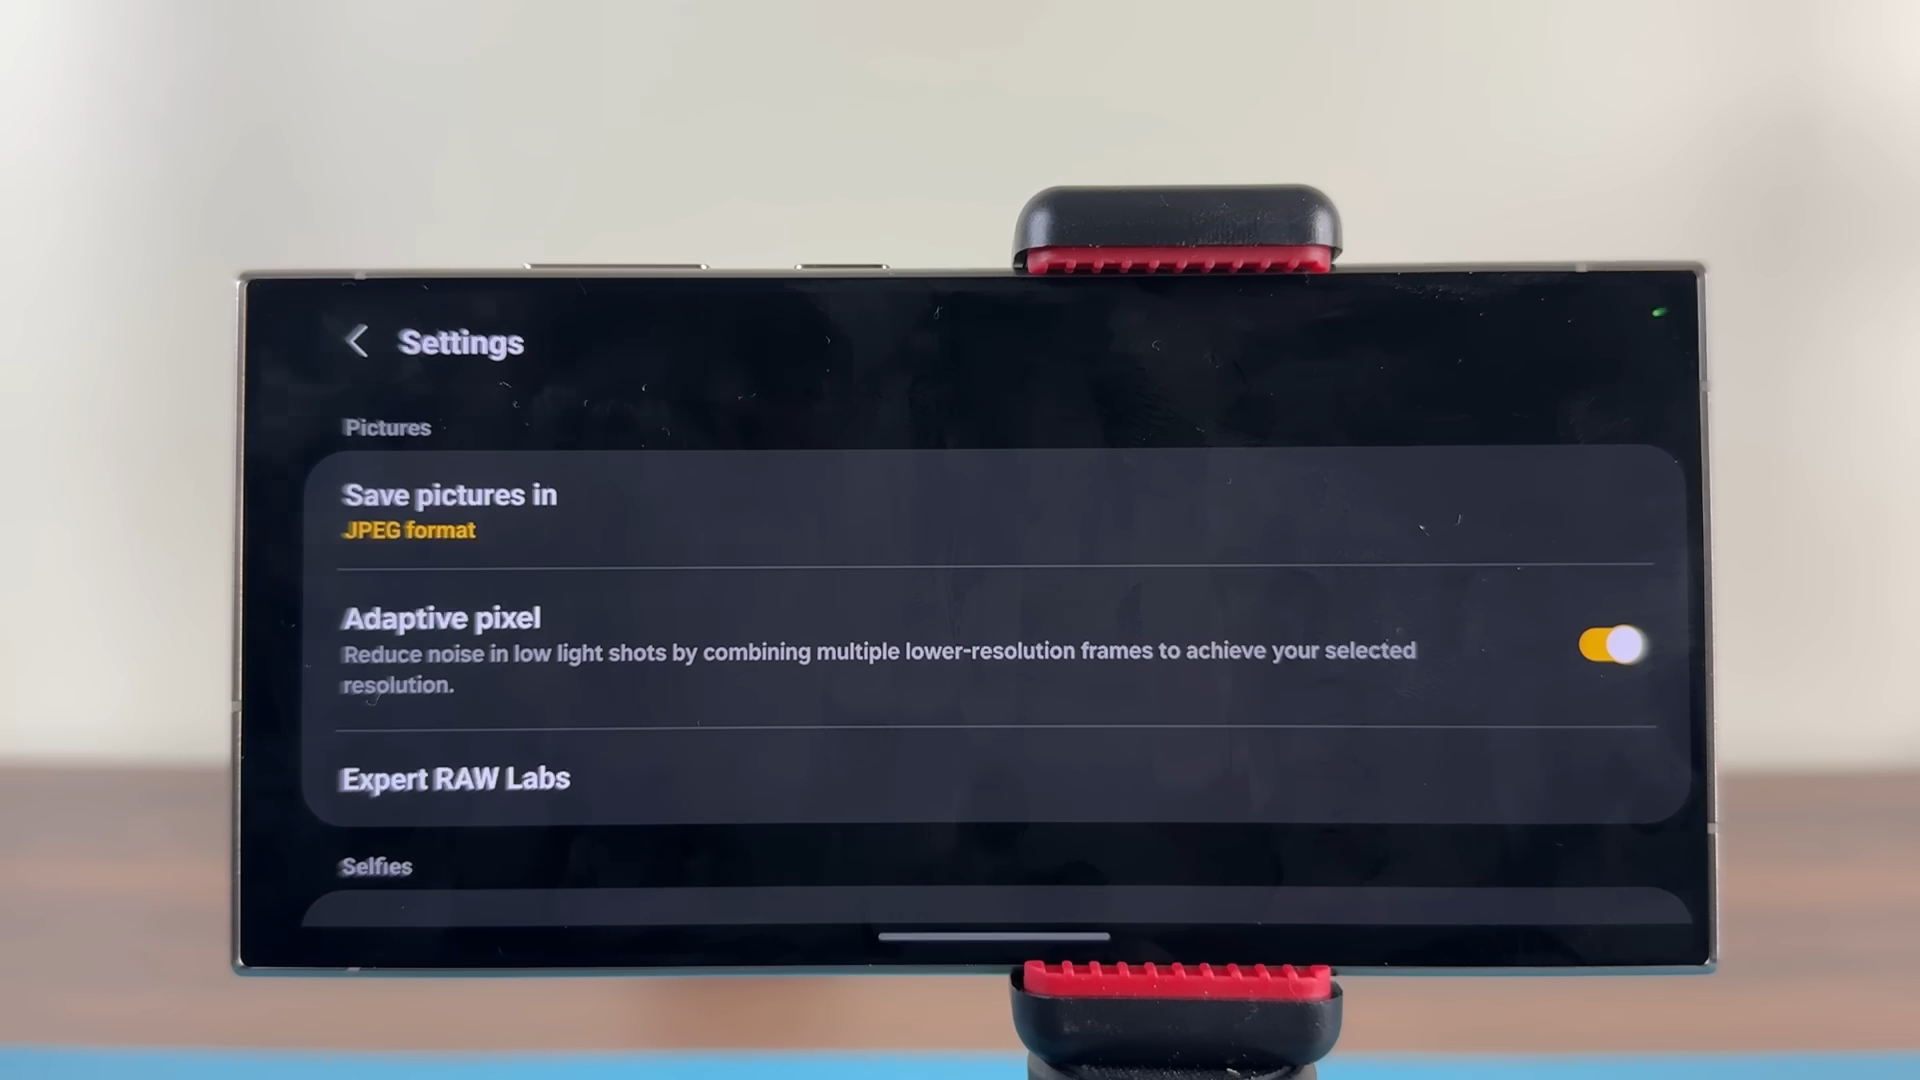 Settings
Pictures
Save pictures in
JPEG format
Adaptive pixel
Reduce noise in low light shots by combining multiple lower-resolution frames to achieve your selected
resolution.
Expert RAW Labs
Selfies